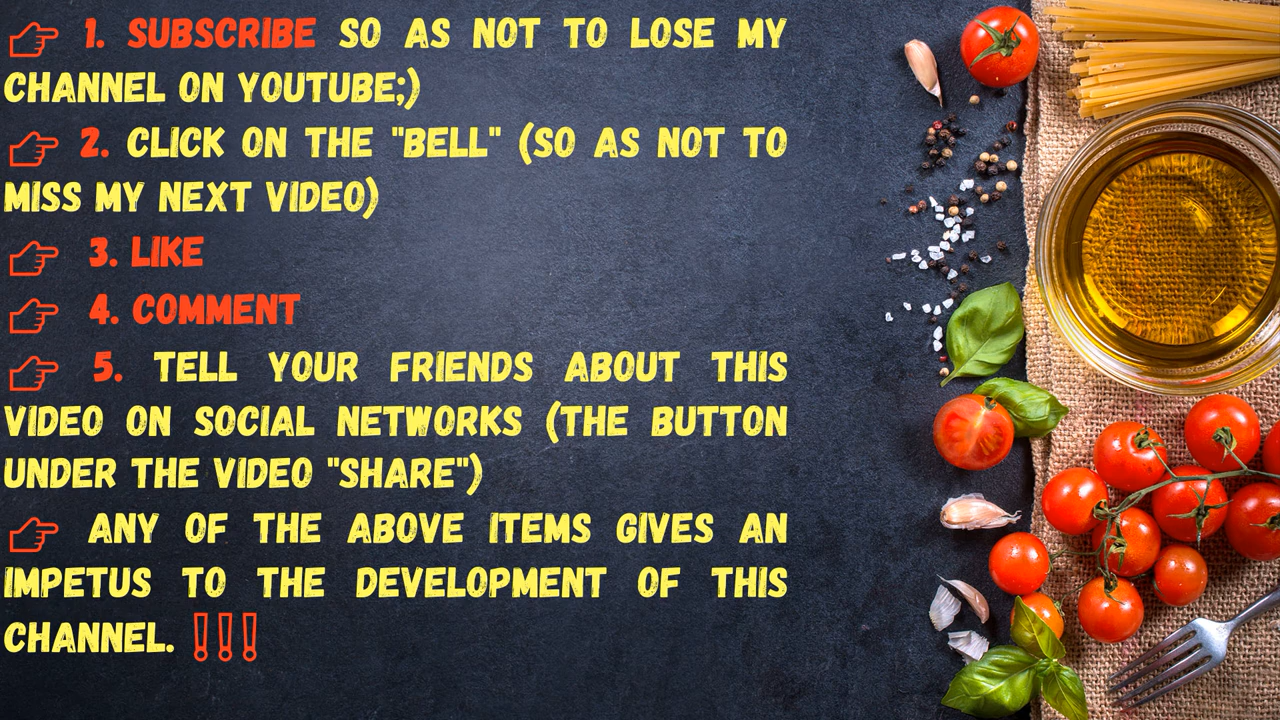 👉 1. SUBSCRIBE SO AS NOT TO LOSE MY
CHANNEL ON YOUTUBE;)
👉 2. CLICK ON THE "BELL" (SO AS NOT TO
MISS MY NEXT VIDEO)
👉 3. LIKE
👉 4. COMMENT
👉 5. TELL YOUR FRIENDS ABOUT THIS
VIDEO ON SOCIAL NETWORKS (THE BUTTON
UNDER THE VIDEO "SHARE")
👉 ANY OF THE ABOVE ITEMS GIVES AN
IMPETUS TO THE DEVELOPMENT OF THIS
CHANNEL. ❗❗❗